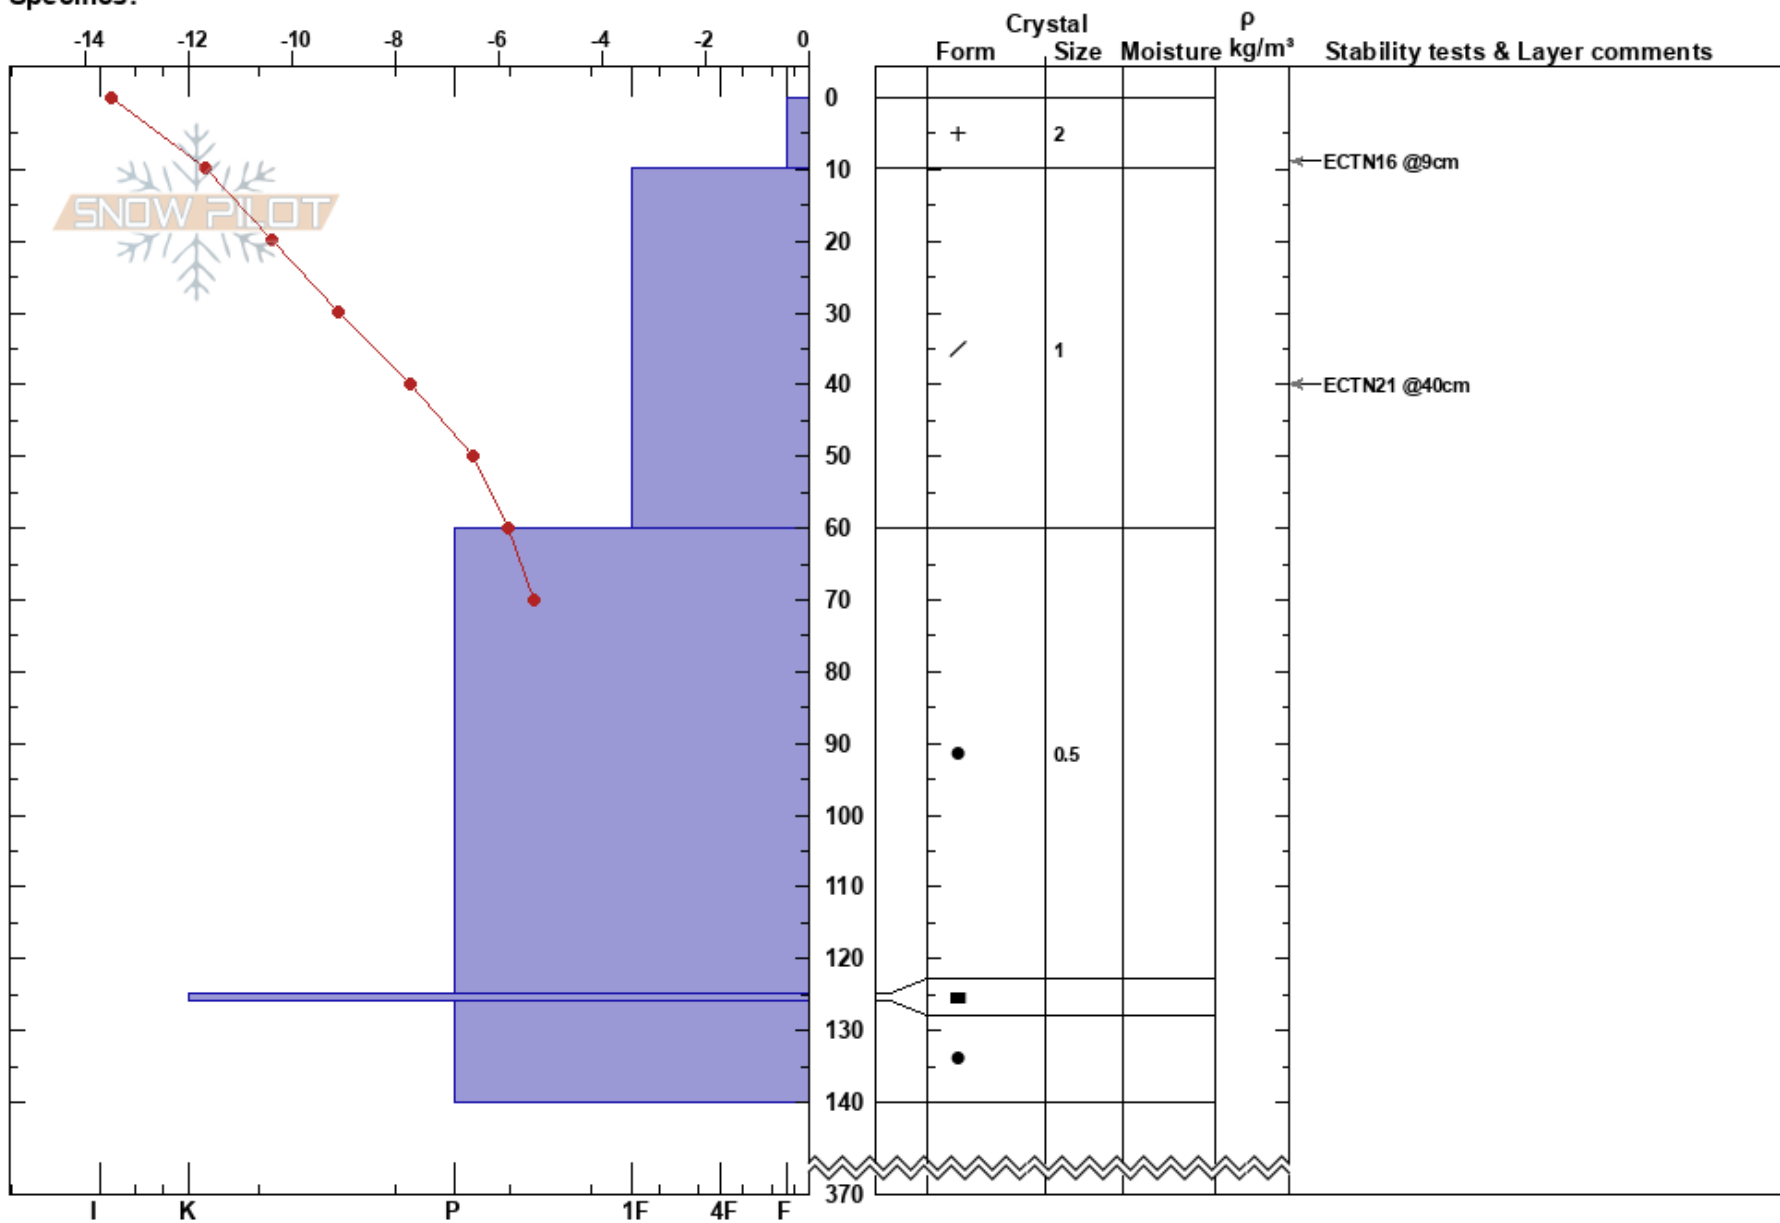 Specifics:
-14 -12 -10 -8 -6 -4 -2 0
Crystal ρ
Form Size Moisture kg/m³ Stability tests & Layer comments
0
2
ECTN16 @9cm
10
SNOW PILOT
20
30
1
40
ECTN21 @40cm
50
60
70
80
90
0.5
100
110
120
130
140
370
I K P 1F 4F F